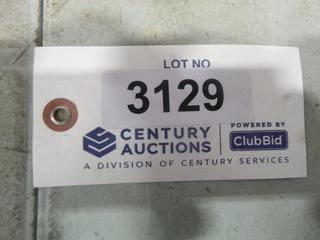 LOT NO
3129
CENTURY AUCTIONS
POWERED BY
ClubBid
A DIVISION OF CENTURY SERVICES